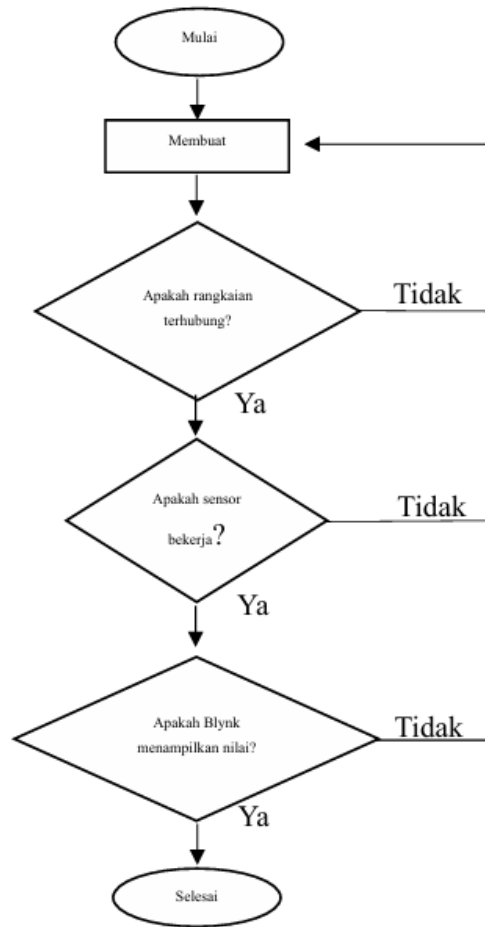 Mulai
Membuat
Apakah rangkaian
terhubung?
Tidak
Ya
Apakah sensor
bekerja?
Tidak
Ya
Apakah Blynk
menampilkan nilai?
Tidak
Ya
Selesai